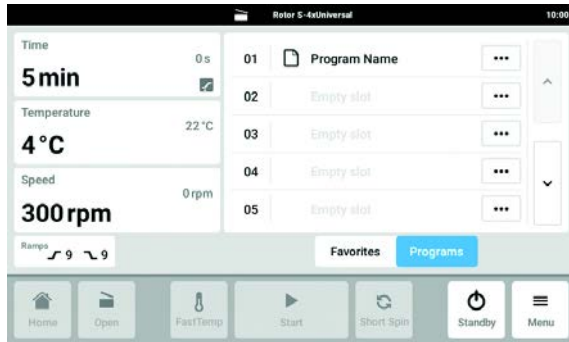 Rotor S-4xUniversal
10:00
Time
0 s
5 min
Temperature
22 °C
4 °C
Speed
0 rpm
300 rpm
Ramps
9 9
01 Program Name •••
02 Empty slot •••
03 Empty slot •••
04 Empty slot •••
05 Empty slot •••
Favorites Programs
Home Open FastTemp Start Short Spin Standby Menu